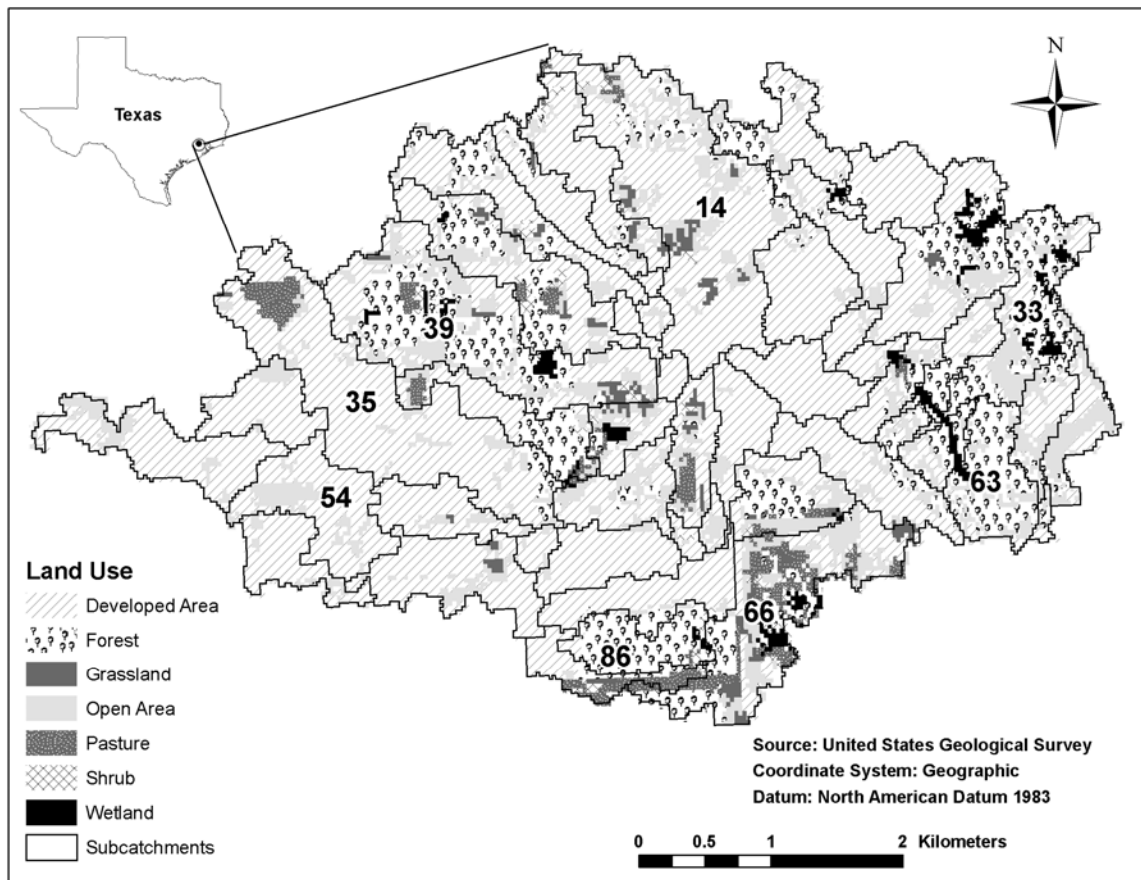 N
Texas
14
33
39
35
63
54
66
86
Land Use
Developed Area
Forest
Grassland
Open Area
Pasture
Shrub
Wetland
Subcatchments
Source: United States Geological Survey
Coordinate System: Geographic
Datum: North American Datum 1983
0 0.5 1 2 Kilometers